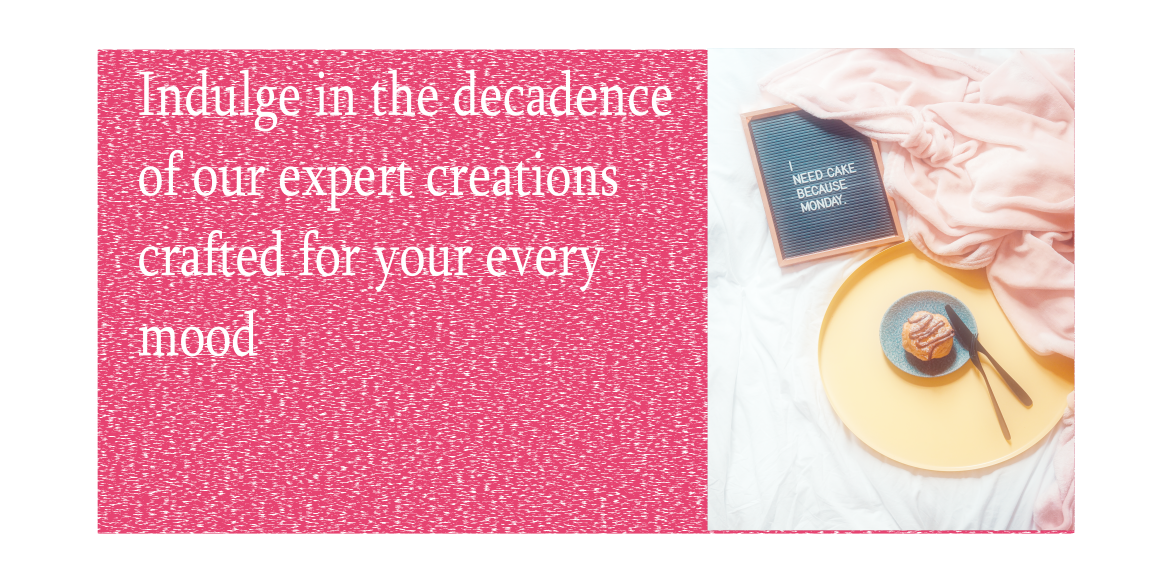 Indulge in the decadence
of our expert creations
crafted for your every
mood
I
NEED CAKE
BECAUSE
MONDAY.